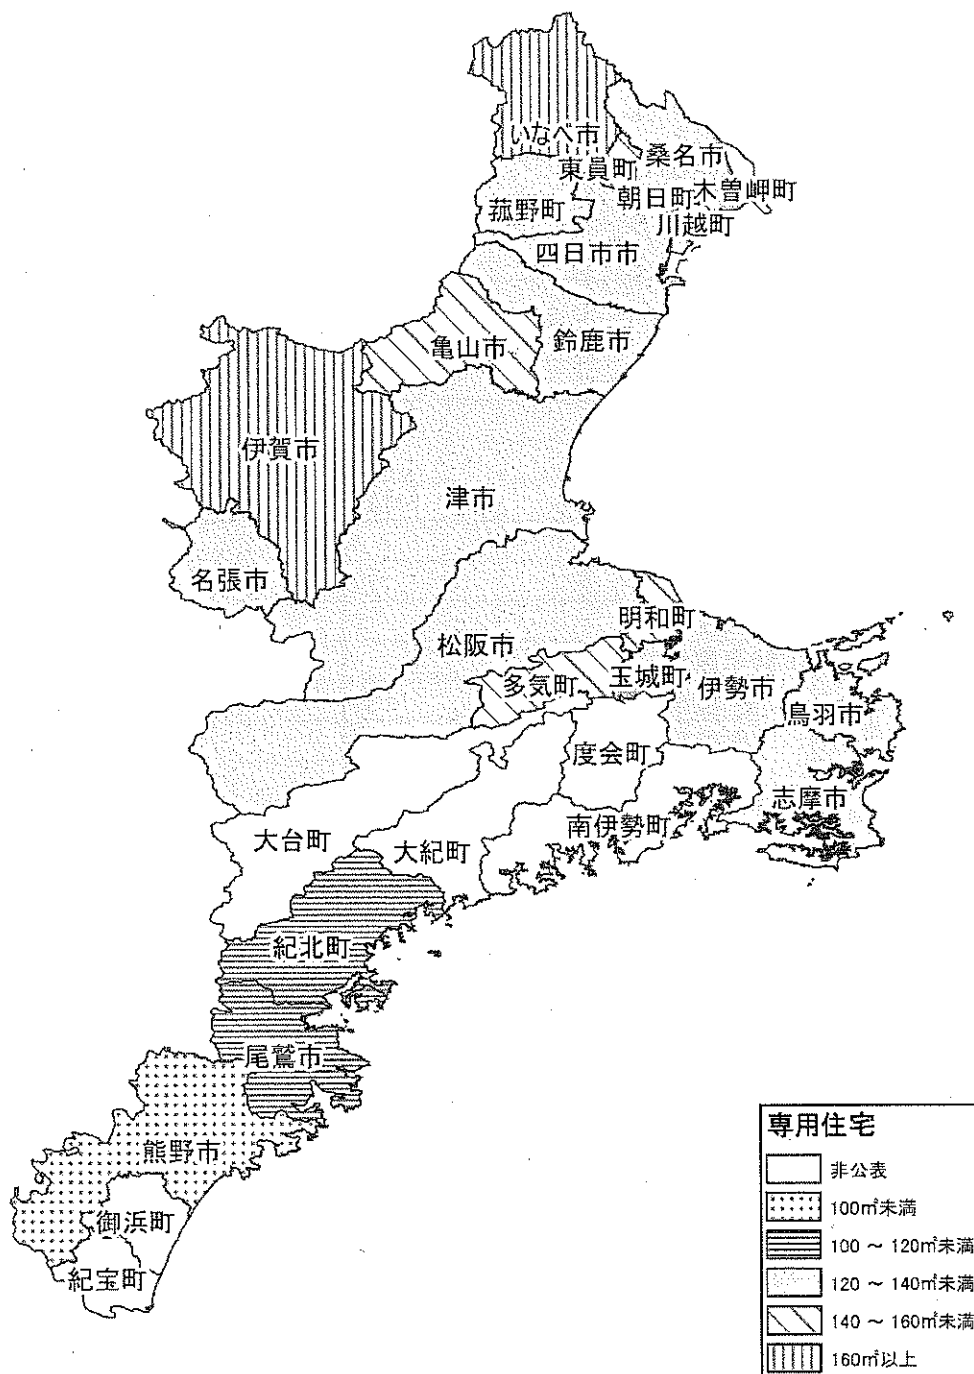 いなべ市
桑名市
東員町
朝日町
木曽岬町
菰野町
川越町
四日市市
亀山市
鈴鹿市
伊賀市
津市
名張市
明和町
松阪市
多気町
玉城町
伊勢市
鳥羽市
度会町
志摩市
大台町
大紀町
南伊勢町
紀北町
尾鷲市
熊野市
御浜町
紀宝町
専用住宅
非公表
100㎡未満
100 ～ 120㎡未満
120 ～ 140㎡未満
140 ～ 160㎡未満
160㎡以上